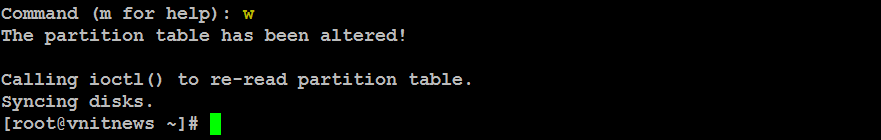 Command (m for help): w
The partition table has been altered!
Calling ioctl() to re-read partition table.
Syncing disks.
[root@vnitnews ~]#